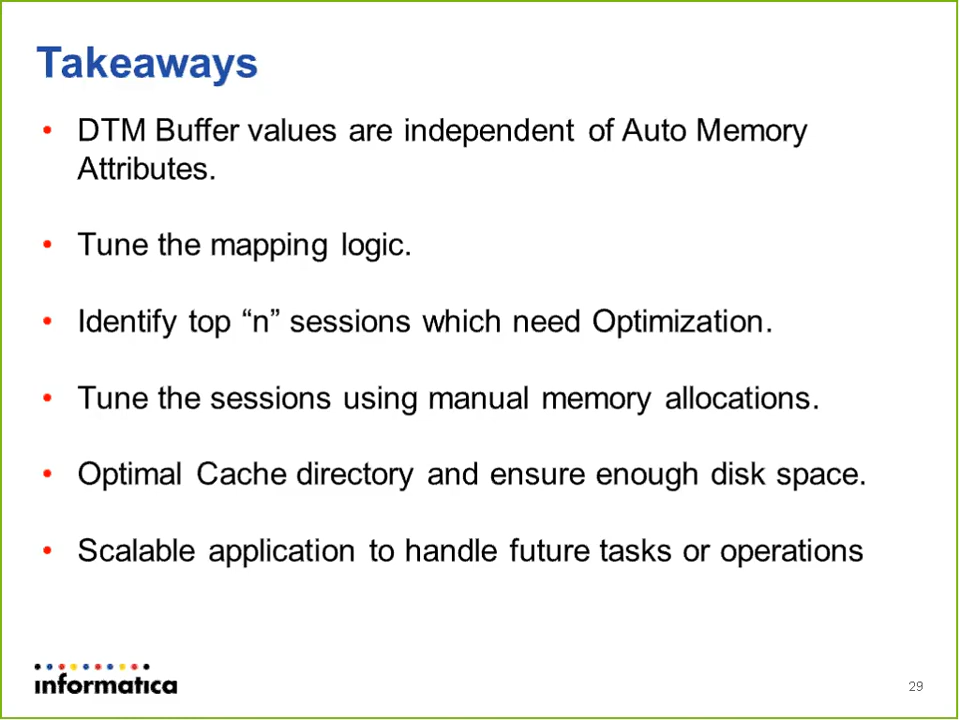 Takeaways
• DTM Buffer values are independent of Auto Memory
Attributes.
• Tune the mapping logic.
• Identify top “n” sessions which need Optimization.
• Tune the sessions using manual memory allocations.
• Optimal Cache directory and ensure enough disk space.
• Scalable application to handle future tasks or operations
informatica
29